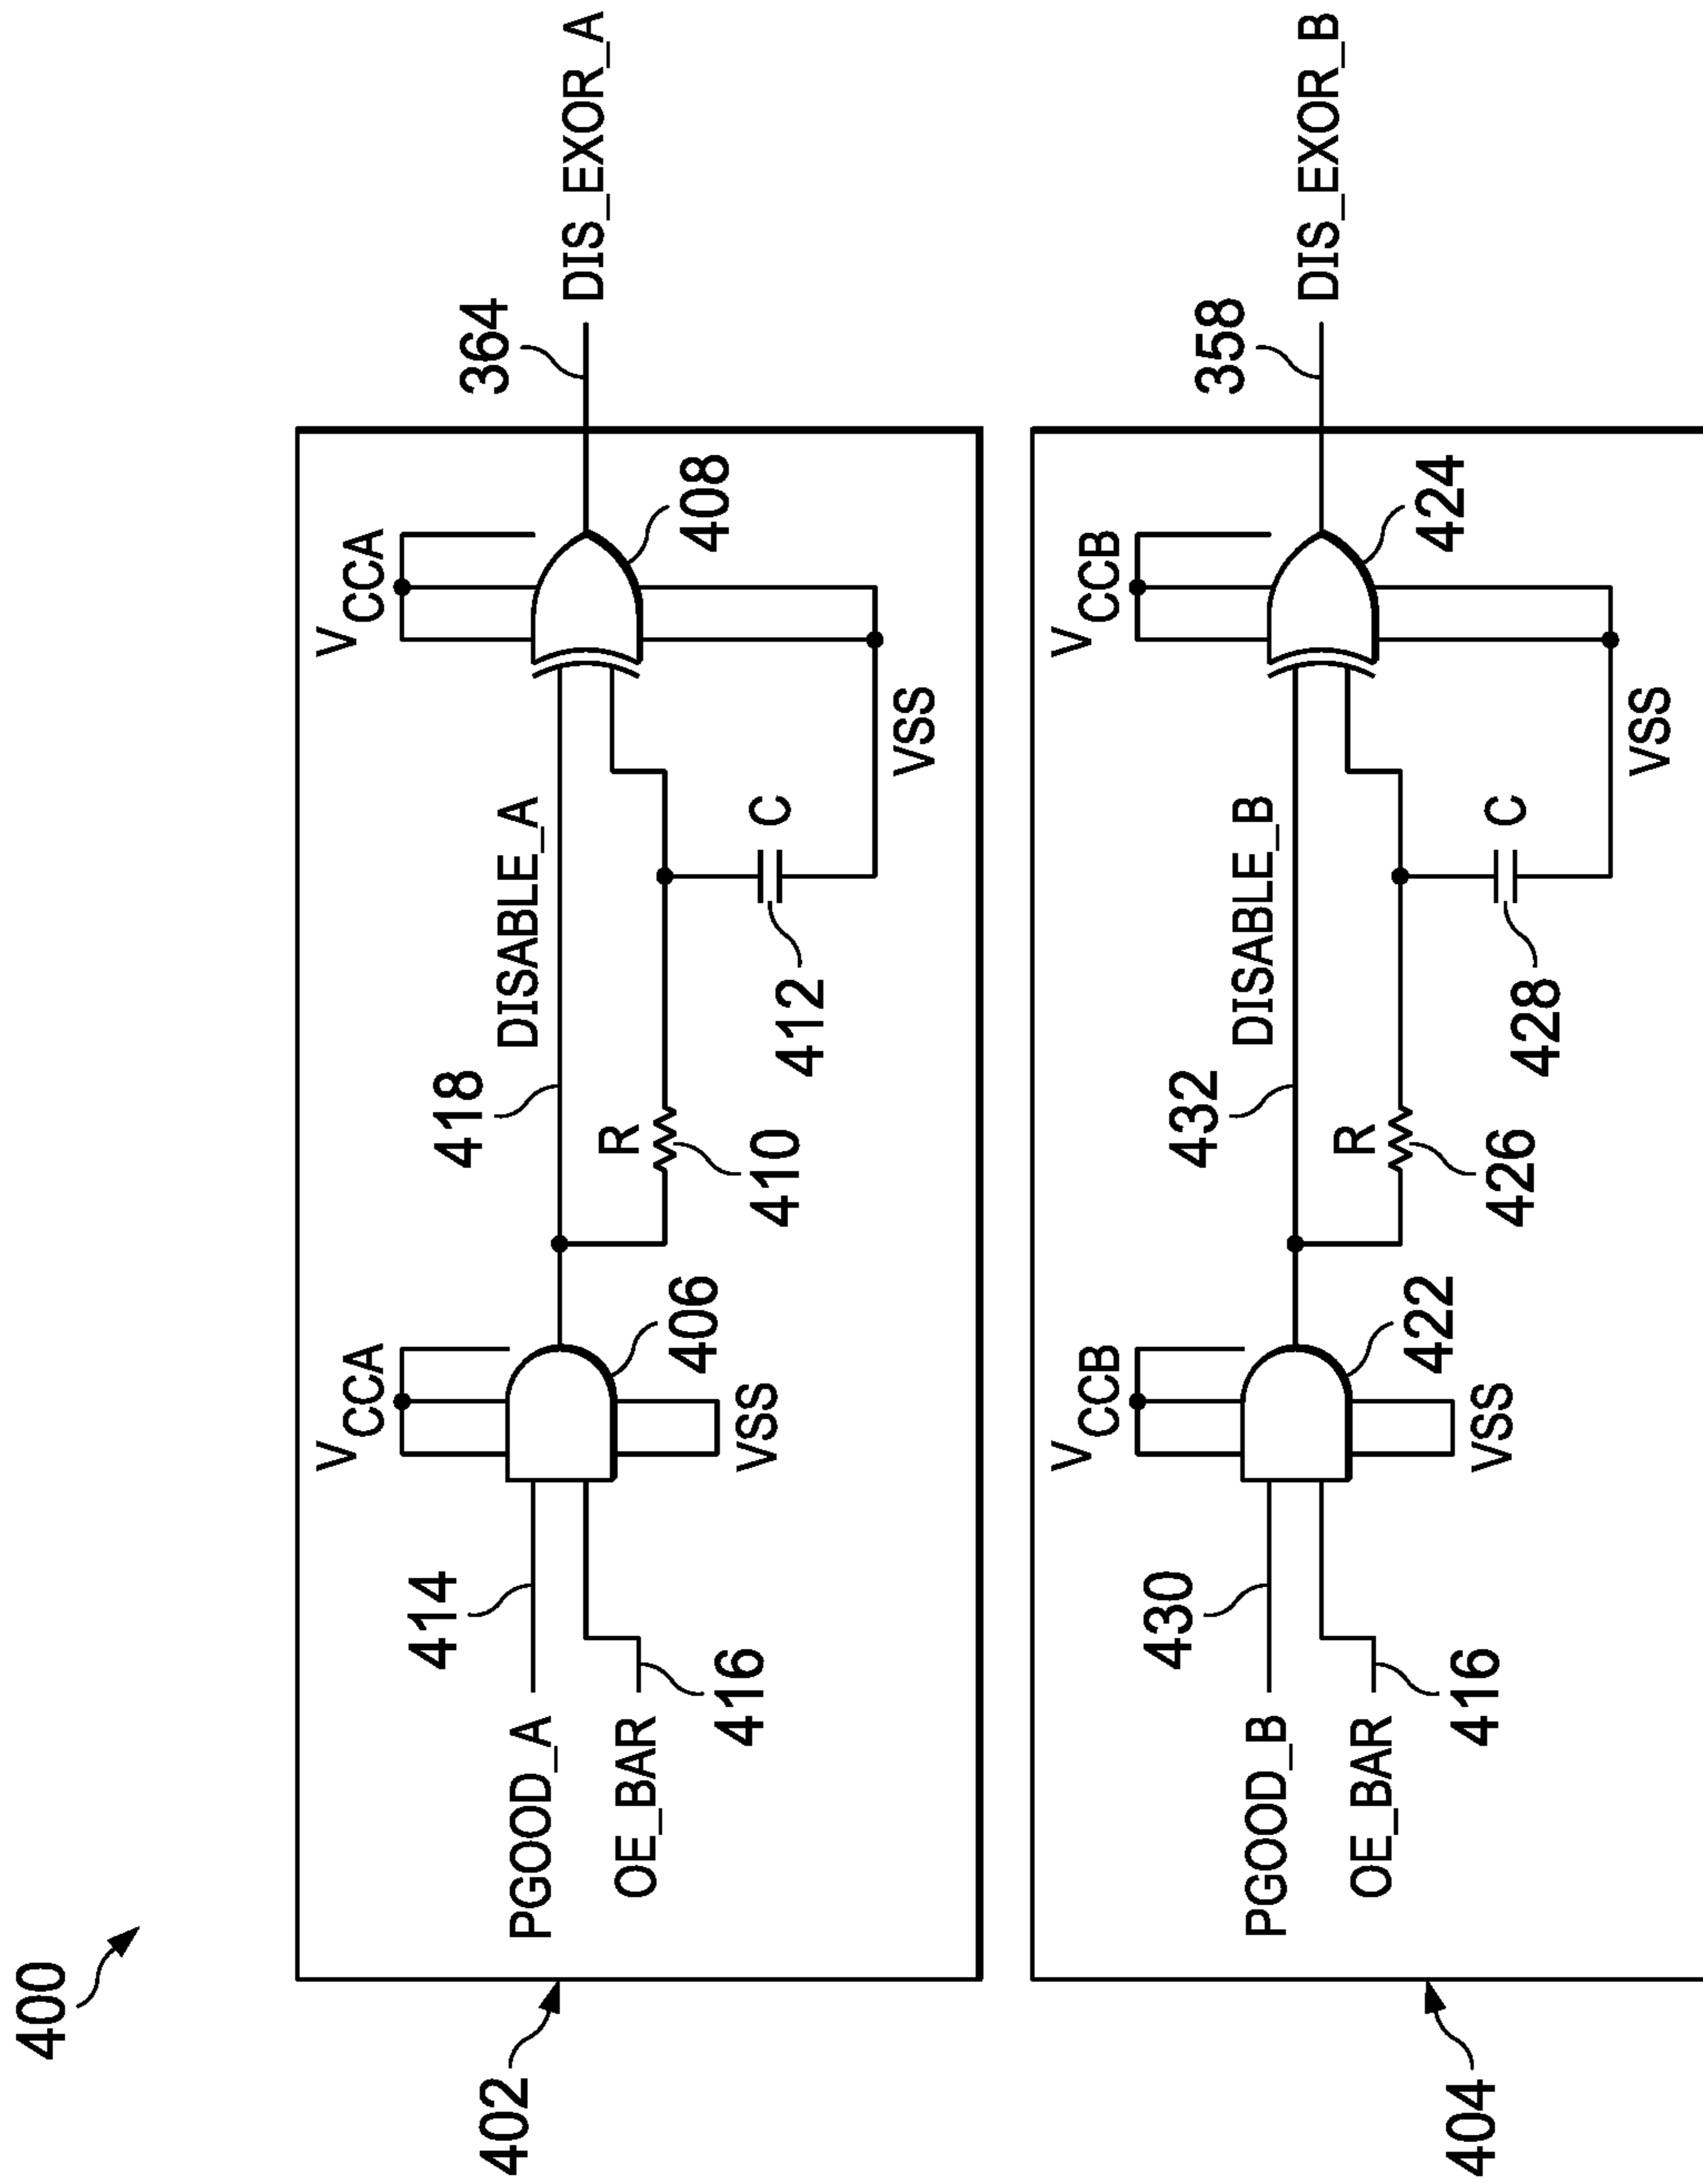 400
402
PGOOD_A
414
OE_BAR
416
VCCA
406
VSS
418
DISABLE_A
R
410
412
C
VCCA
408
VSS
364
DIS_EXOR_A
404
PGOOD_B
430
OE_BAR
416
VCCB
422
VSS
432
DISABLE_B
R
426
428
C
VCCB
424
VSS
358
DIS_EXOR_B